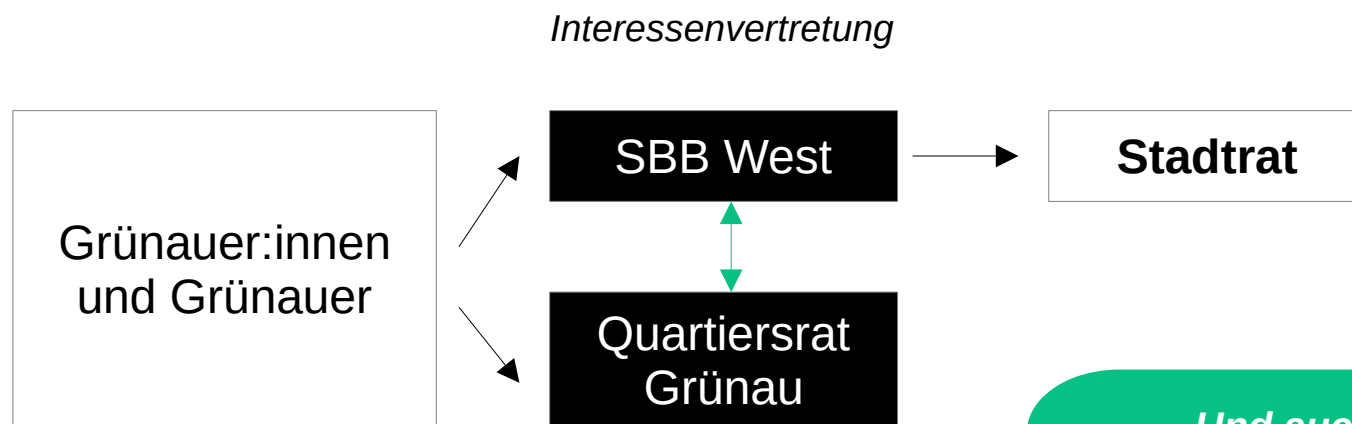 Interessenvertretung
SBB West
Stadtrat
Grünauer:innen
und Grünauer
Quartiersrat
Grünau